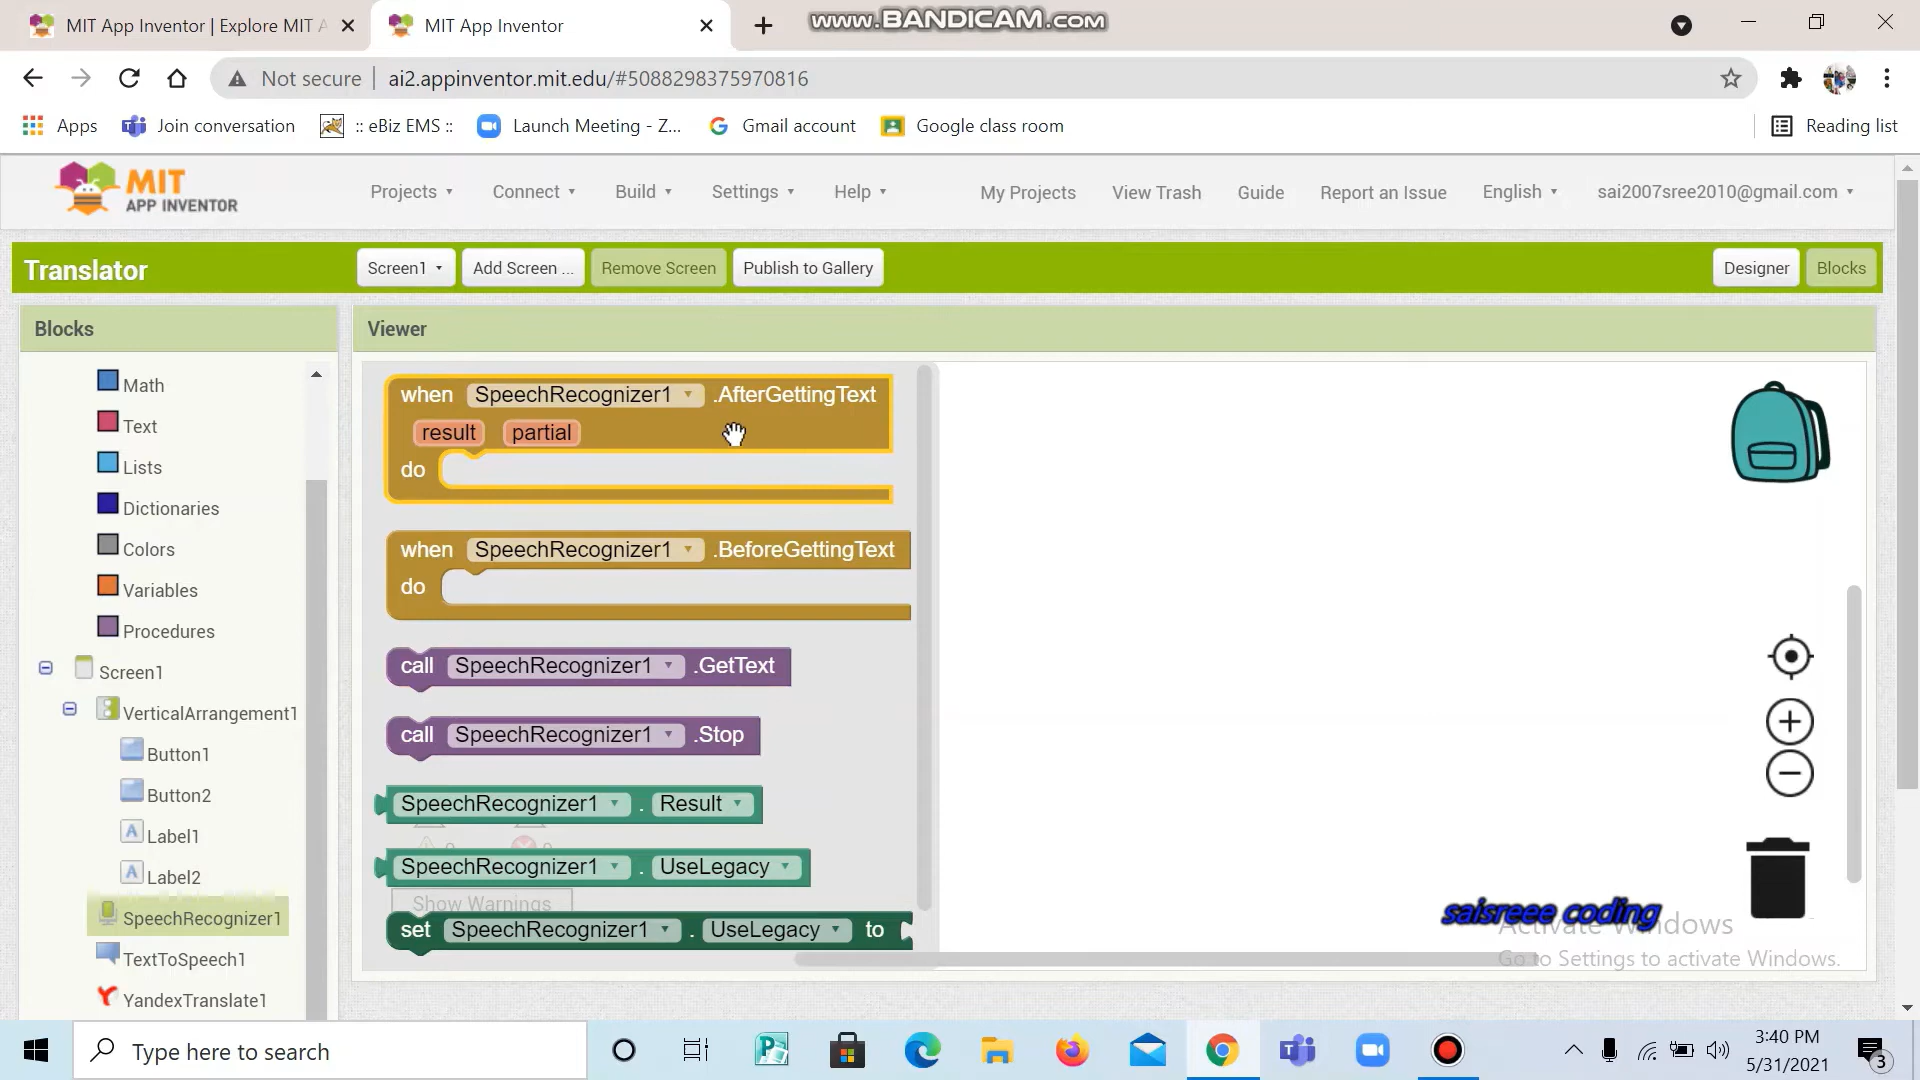 MIT App Inventor | Explore MIT A
MIT App Inventor
www.BANDICAM.com
Not secure
ai2.appinventor.mit.edu/#5088298375970816
Apps
Join conversation
:: eBiz EMS ::
Launch Meeting - Z...
Gmail account
Google class room
Reading list
MIT
APP INVENTOR
Projects
Connect
Build
Settings
Help
My Projects
View Trash
Guide
Report an Issue
English
sai2007sree2010@gmail.com
Translator
Screen1
Add Screen ...
Remove Screen
Publish to Gallery
Designer
Blocks
Blocks
Viewer
Math
Text
Lists
Dictionaries
Colors
Variables
Procedures
Screen1
VerticalArrangement1
Button1
Button2
Label1
Label2
SpeechRecognizer1
TextToSpeech1
YandexTranslate1
when SpeechRecognizer1 .AfterGettingText
result partial
do
when SpeechRecognizer1 .BeforeGettingText
do
call SpeechRecognizer1 .GetText
call SpeechRecognizer1 .Stop
SpeechRecognizer1 . Result
SpeechRecognizer1 . UseLegacy
Show Warnings
set SpeechRecognizer1 . UseLegacy to
saisreee coding
Activate Windows
Go to Settings to activate Windows.
Type here to search
3:40 PM
5/31/2021
3